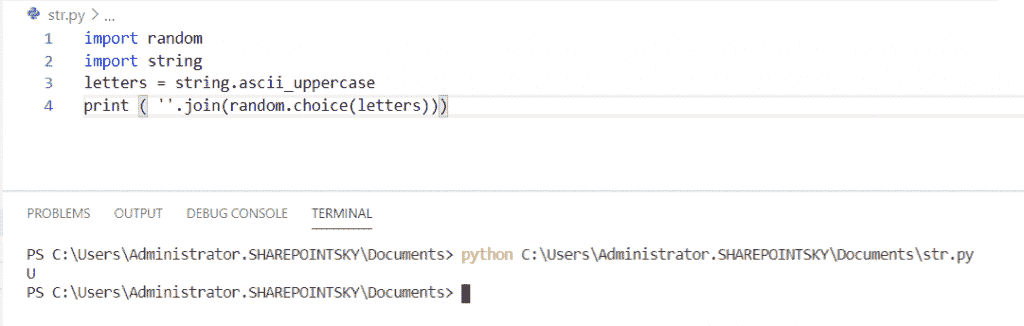 str.py > ...
1 import random
2 import string
3 letters = string.ascii_uppercase
4 print ( ''.join(random.choice(letters)))
PROBLEMS OUTPUT DEBUG CONSOLE TERMINAL
PS C:\Users\Administrator.SHAREPOINTSKY\Documents> python C:\Users\Administrator.SHAREPOINTSKY\Documents\str.py
U
PS C:\Users\Administrator.SHAREPOINTSKY\Documents>